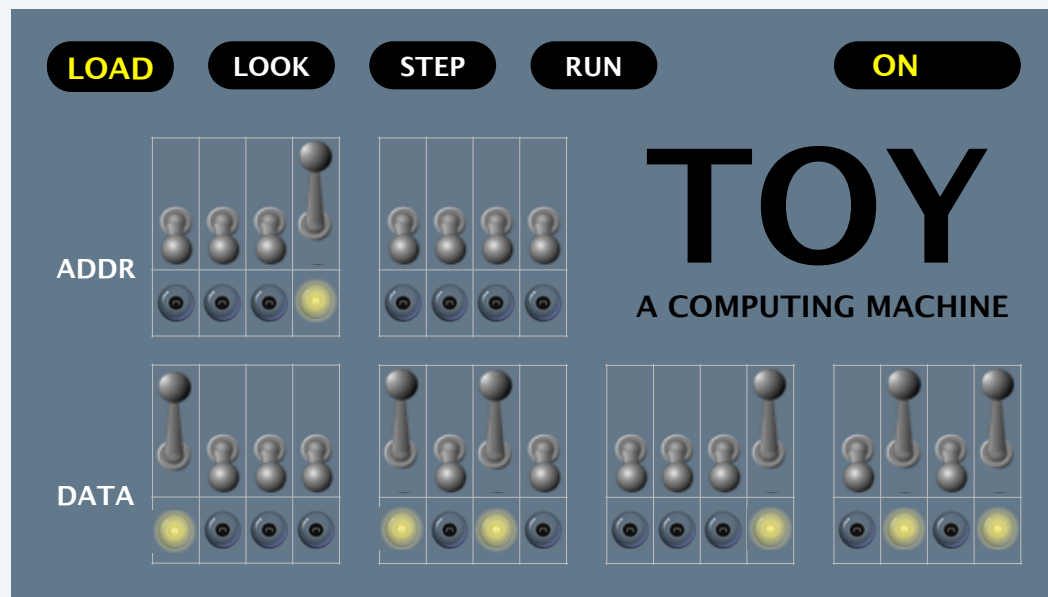 LOAD LOOK STEP RUN ON
TOY
ADDR
A COMPUTING MACHINE
DATA